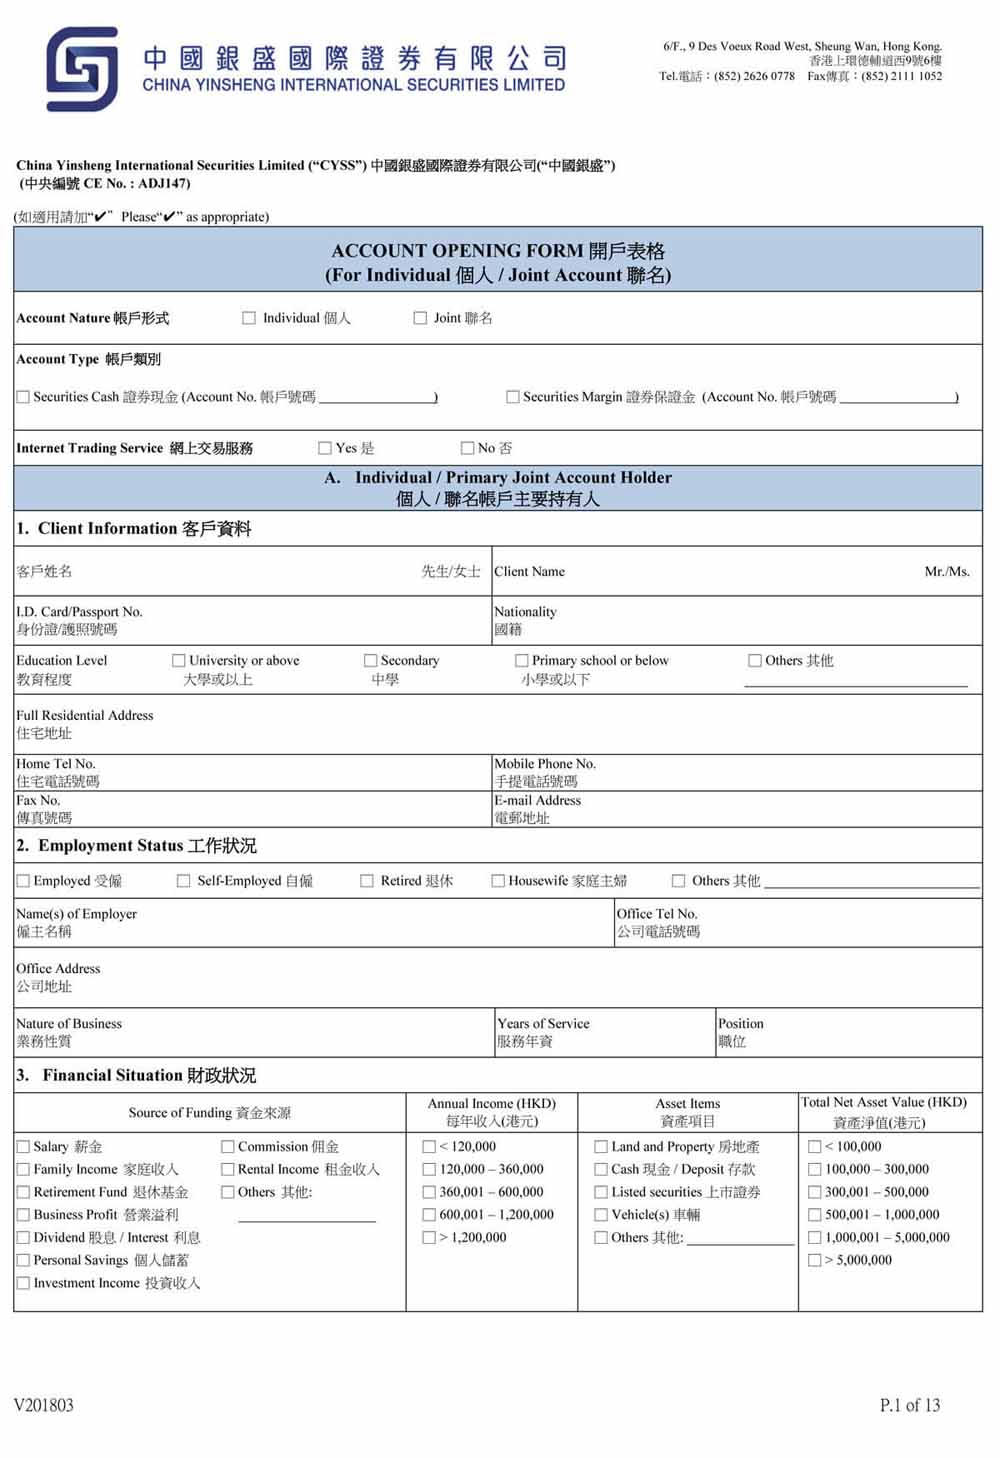 中國銀盛國際證券有限公司
CHINA YINSHENG INTERNATIONAL SECURITIES LIMITED
6/F., 9 Des Voeux Road West, Sheung Wan, Hong Kong.
香港上環德輔道西9號6樓
Tel.電話：(852) 2626 0778 Fax傳真：(852) 2111 1052
China Yinsheng International Securities Limited (“CYSS”) 中國銀盛國際證券有限公司(“中國銀盛”)
(中央編號 CE No. : ADJ147)
(如適用請加“✔” Please“✔” as appropriate)
ACCOUNT OPENING FORM 開戶表格
(For Individual 個人 / Joint Account 聯名)
Account Nature 帳戶形式 ☐ Individual 個人 ☐ Joint 聯名
Account Type 帳戶類別
☐ Securities Cash 證券現金 (Account No. 帳戶號碼 ________________) ☐ Securities Margin 證券保證金 (Account No. 帳戶號碼 ________________)
Internet Trading Service 網上交易服務 ☐ Yes 是 ☐ No 否
A. Individual / Primary Joint Account Holder
個人 / 聯名帳戶主要持有人
1. Client Information 客戶資料
客戶姓名 先生/女士 Client Name Mr./Ms.
I.D. Card/Passport No. Nationality
身份證/護照號碼 國籍
Education Level ☐ University or above ☐ Secondary ☐ Primary school or below ☐ Others 其他
教育程度 大學或以上 中學 小學或以下 ________________
Full Residential Address
住宅地址
Home Tel No. Mobile Phone No.
住宅電話號碼 手提電話號碼
Fax No. E-mail Address
傳真號碼 電郵地址
2. Employment Status 工作狀況
☐ Employed 受僱 ☐ Self-Employed 自僱 ☐ Retired 退休 ☐ Housewife 家庭主婦 ☐ Others 其他 ________________
Name(s) of Employer Office Tel No.
僱主名稱 公司電話號碼
Office Address
公司地址
Nature of Business Years of Service Position
業務性質 服務年資 職位
3. Financial Situation 財政狀況
Source of Funding 資金來源 Annual Income (HKD) Asset Items Total Net Asset Value (HKD)
每年收入(港元) 資產項目 資產淨值(港元)
☐ Salary 薪金 ☐ Commission 佣金 ☐ < 120,000 ☐ Land and Property 房地產 ☐ < 100,000
☐ Family Income 家庭收入 ☐ Rental Income 租金收入 ☐ 120,000 – 360,000 ☐ Cash 現金 / Deposit 存款 ☐ 100,000 – 300,000
☐ Retirement Fund 退休基金 ☐ Others 其他: ☐ 360,001 – 600,000 ☐ Listed securities 上市證券 ☐ 300,001 – 500,000
☐ Business Profit 營業溢利 ________________ ☐ 600,001 – 1,200,000 ☐ Vehicle(s) 車輛 ☐ 500,001 – 1,000,000
☐ Dividend 股息 / Interest 利息 ☐ > 1,200,000 ☐ Others 其他: ________________ ☐ 1,000,001 – 5,000,000
☐ Personal Savings 個人儲蓄 ☐ > 5,000,000
☐ Investment Income 投資收入
V201803 P.1 of 13